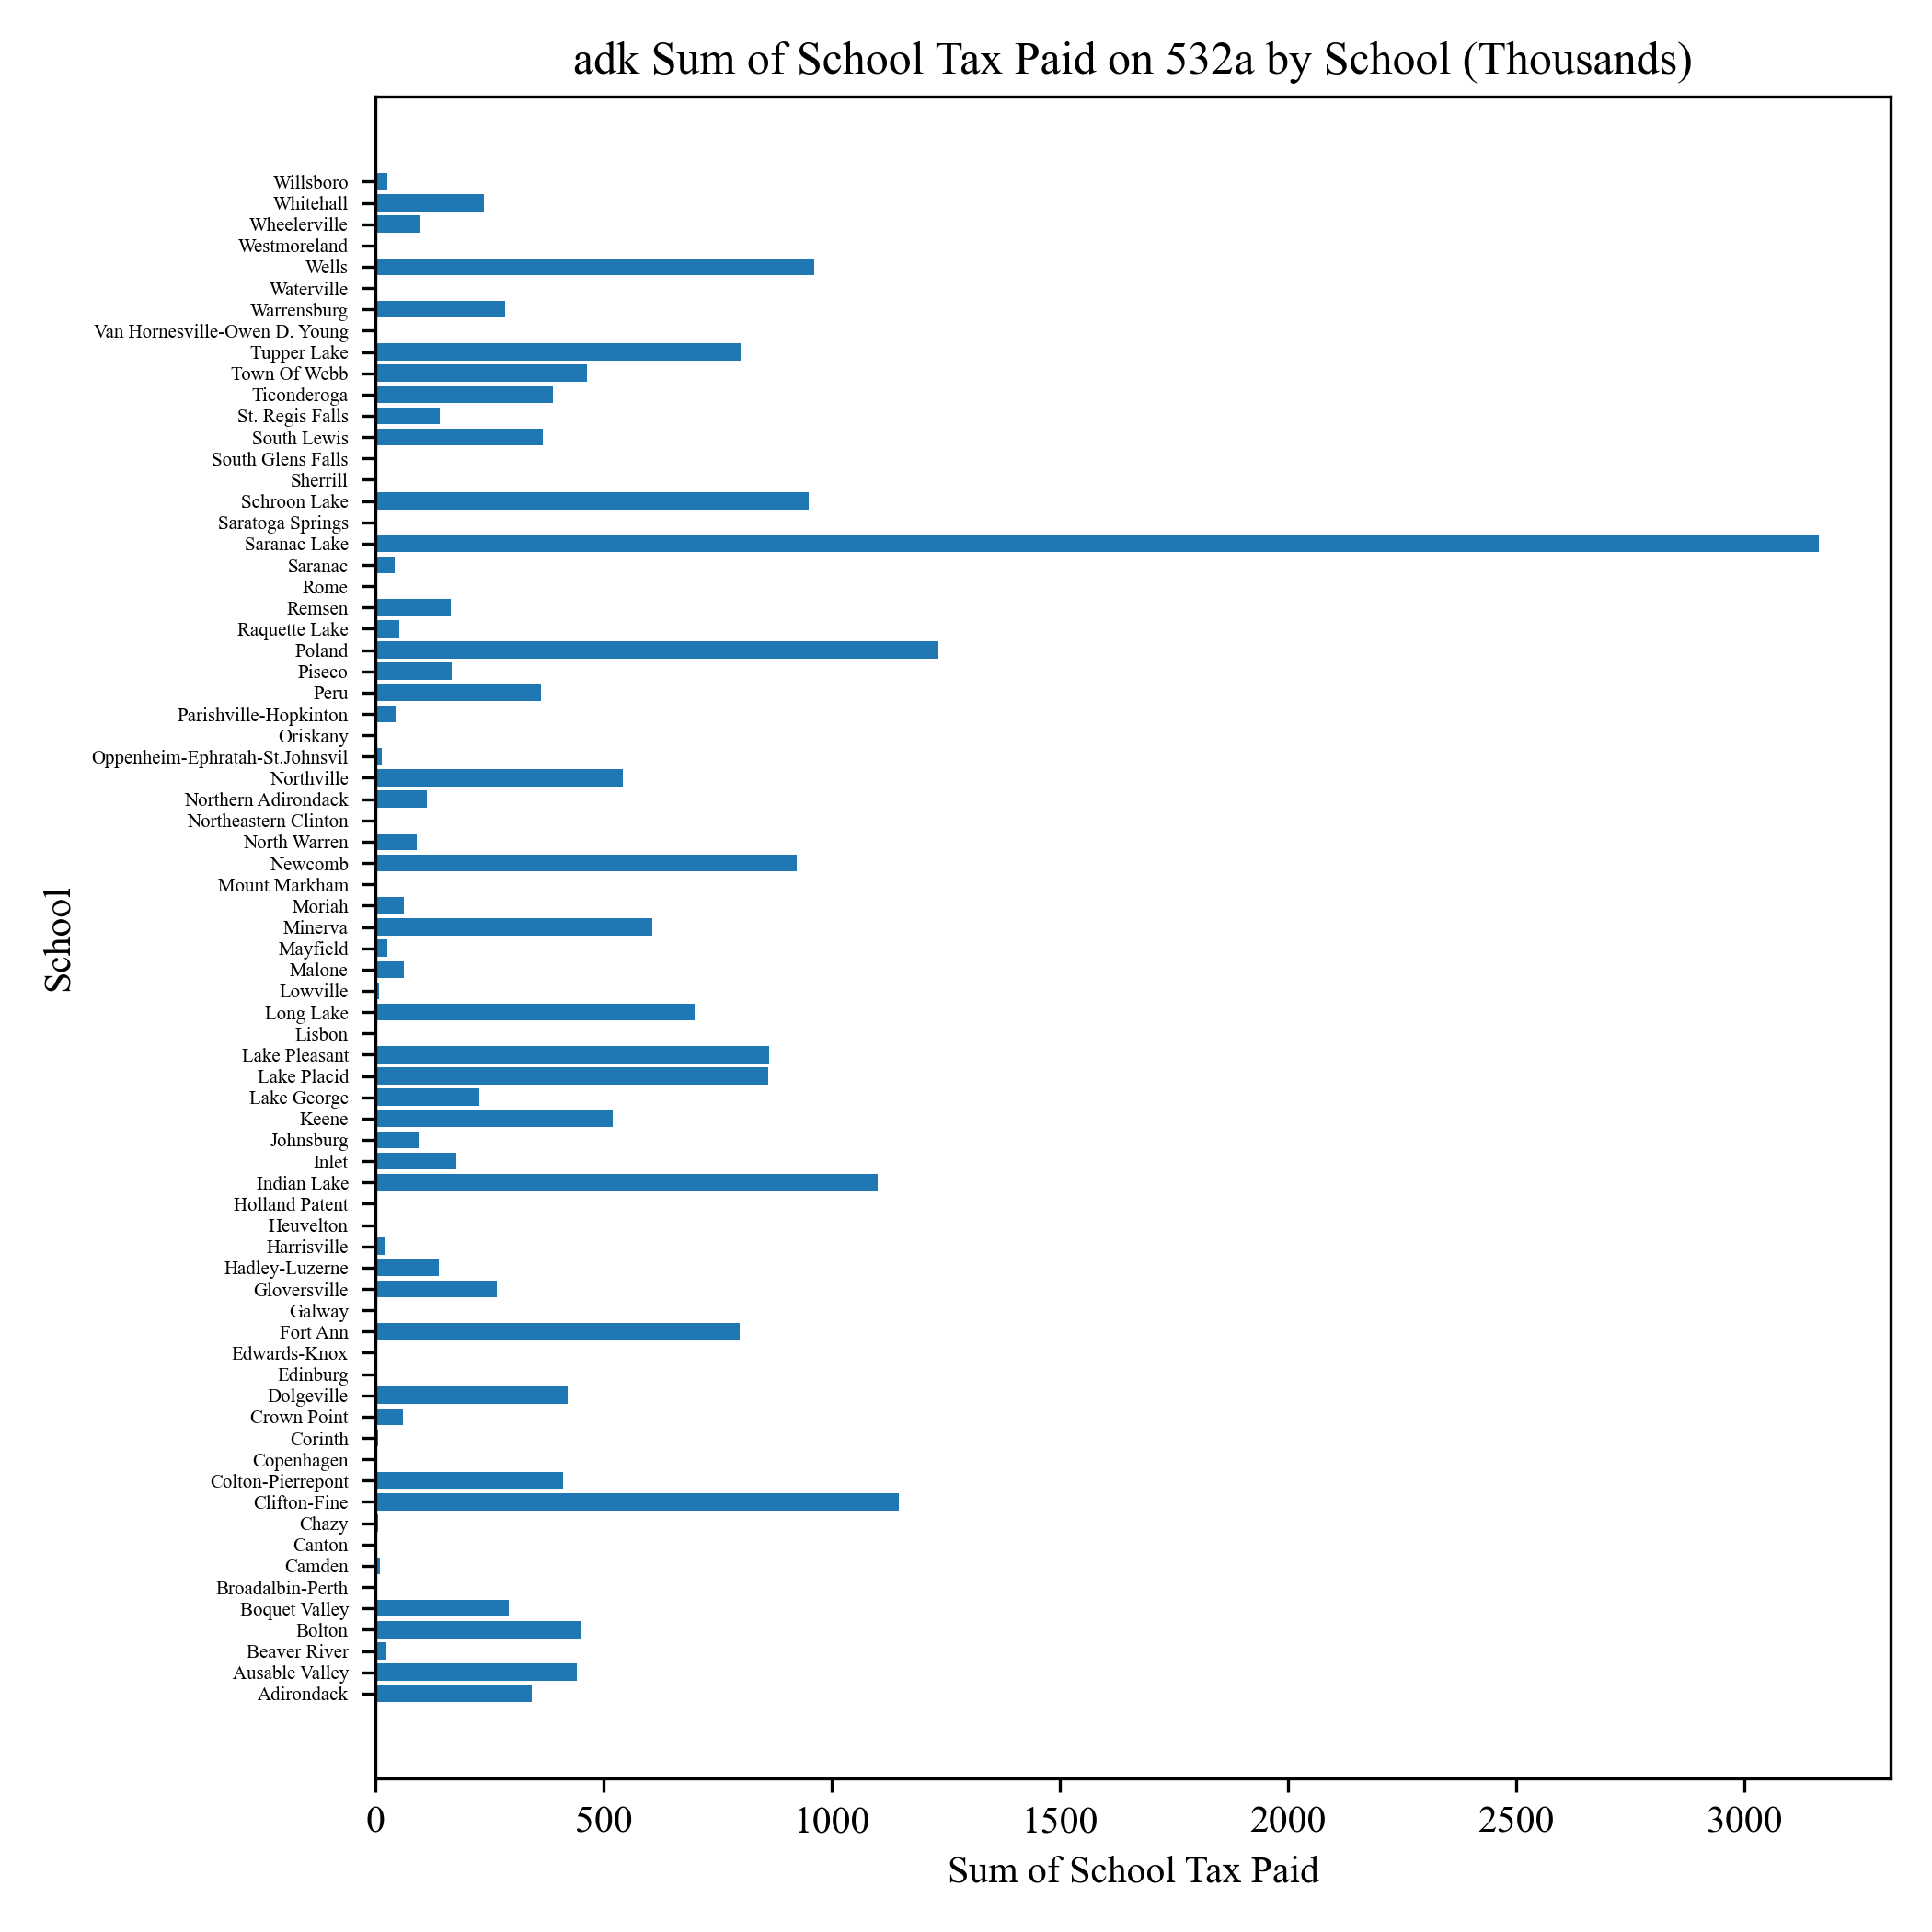 adk Sum of School Tax Paid on 532a by School (Thousands)
Willsboro
Whitehall
Wheelerville
Westmoreland
Wells
Waterville
Warrensburg
Van Hornesville-Owen D. Young
Tupper Lake
Town Of Webb
Ticonderoga
St. Regis Falls
South Lewis
South Glens Falls
Sherrill
Schroon Lake
Saratoga Springs
Saranac Lake
Saranac
Rome
Remsen
Raquette Lake
Poland
Piseco
Peru
Parishville-Hopkinton
Oriskany
Oppenheim-Ephratah-St.Johnsvil
Northville
Northern Adirondack
Northeastern Clinton
North Warren
Newcomb
Mount Markham
Moriah
Minerva
Mayfield
Malone
Lowville
Long Lake
Lisbon
Lake Pleasant
Lake Placid
Lake George
Keene
Johnsburg
Inlet
Indian Lake
Holland Patent
Heuvelton
Harrisville
Hadley-Luzerne
Gloversville
Galway
Fort Ann
Edwards-Knox
Edinburg
Dolgeville
Crown Point
Corinth
Copenhagen
Colton-Pierrepont
Clifton-Fine
Chazy
Canton
Camden
Broadalbin-Perth
Boquet Valley
Bolton
Beaver River
Ausable Valley
Adirondack
School
0 500 1000 1500 2000 2500 3000
Sum of School Tax Paid